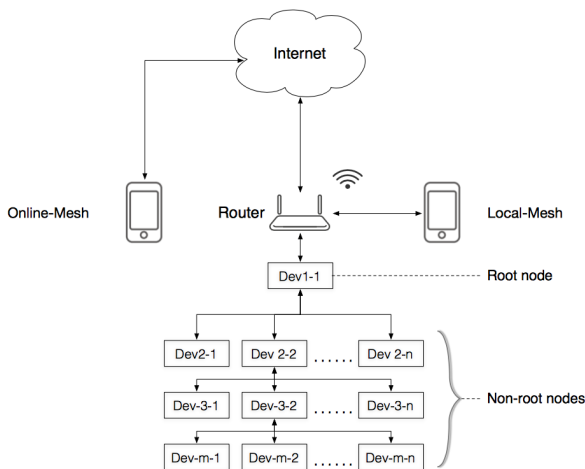 Internet
Online-Mesh
Router
Local-Mesh
Dev1-1
Root node
Dev2-1
Dev 2-2
......
Dev 2-n
Dev-3-1
Dev-3-2
......
Dev-3-n
Non-root nodes
Dev-m-1
Dev-m-2
......
Dev-m-n